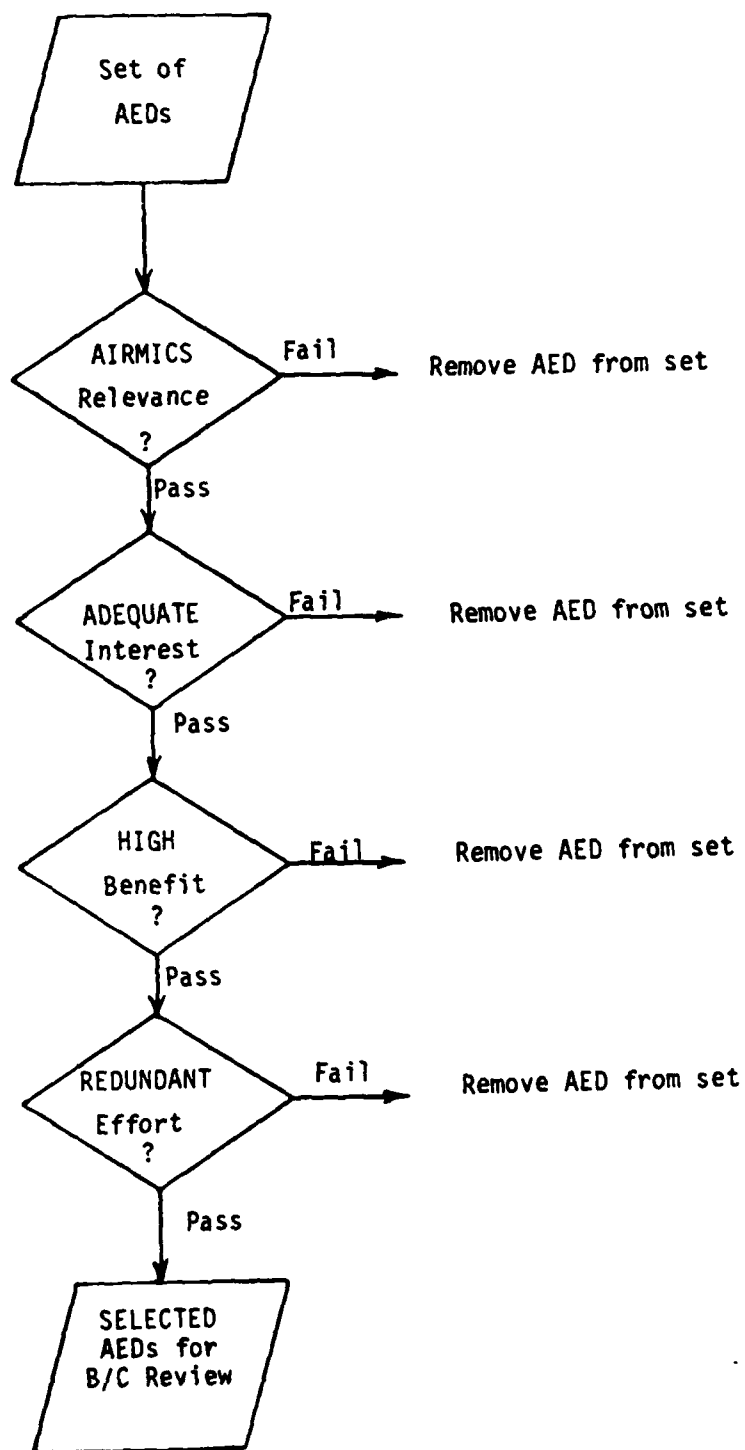 Set of
AEDs
AIRMICS
Relevance
?
Fail
Remove AED from set
Pass
ADEQUATE
Interest
?
Fail
Remove AED from set
Pass
HIGH
Benefit
?
Fail
Remove AED from set
Pass
REDUNDANT
Effort
?
Fail
Remove AED from set
Pass
SELECTED
AEDs for
B/C Review